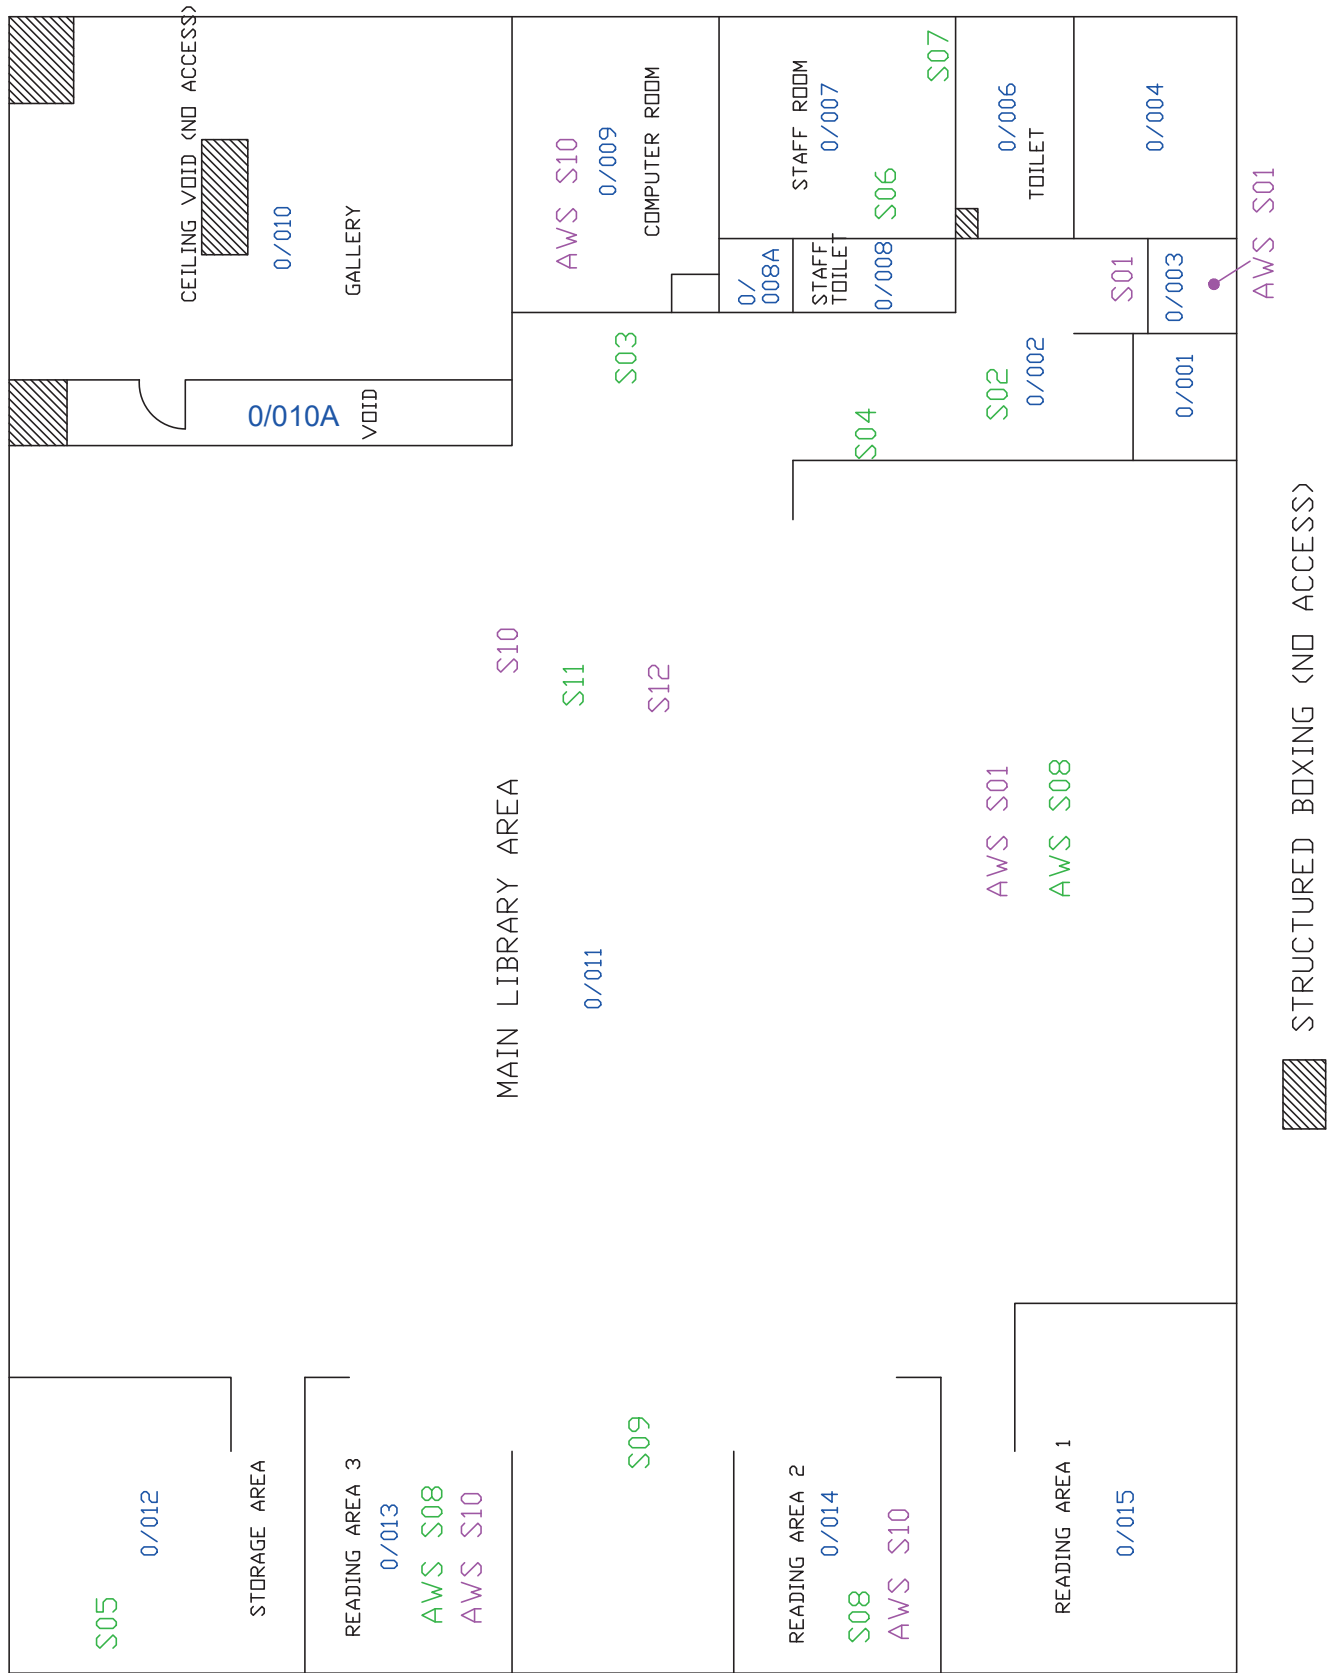 CEILING VOID (NO ACCESS)
0/010
GALLERY
0/010A
VOID
AWS S10
0/009
COMPUTER ROOM
STAFF ROOM
0/007
S07
S06
0/006
TOILET
0/004
0/
008A
STAFF
TOILET
0/008
S01
0/003
AWS S01
S03
S04
S02
0/002
0/001
S10
S11
S12
MAIN LIBRARY AREA
0/011
AWS S01
AWS S08
STRUCTURED BOXING (NO ACCESS)
S05
0/012
STORAGE AREA
READING AREA 3
0/013
AWS S08
AWS S10
S09
READING AREA 2
0/014
S08
AWS S10
READING AREA 1
0/015